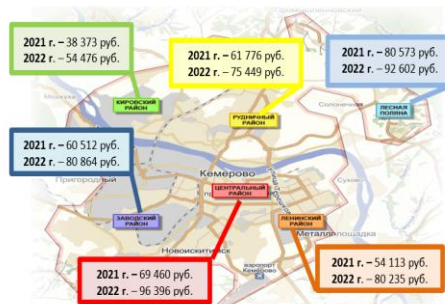 2021 г. – 38 373 руб.
2022 г. – 54 476 руб.
2021 г. – 61 776 руб.
2022 г. – 75 449 руб.
2021 г. – 80 573 руб.
2022 г. – 92 602 руб.
КИРОВСКИЙ
РАЙОН
РУДНИЧНЫЙ
РАЙОН
Солонечная
ЛЕСНАЯ
ПОЛЯНА
2021 г. – 60 512 руб.
2022 г. – 80 864 руб.
Пригородный
Кемерово
ЦЕНТРАЛЬНЫЙ
РАЙОН
ЗАВОДСКИЙ
РАЙОН
ЛЕНИНСКИЙ
РАЙОН
Металлплощадка
Новоискитимск
аэропорт
Кемерово
2021 г. – 69 460 руб.
2022 г. – 96 396 руб.
2021 г. – 54 113 руб.
2022 г. – 80 235 руб.